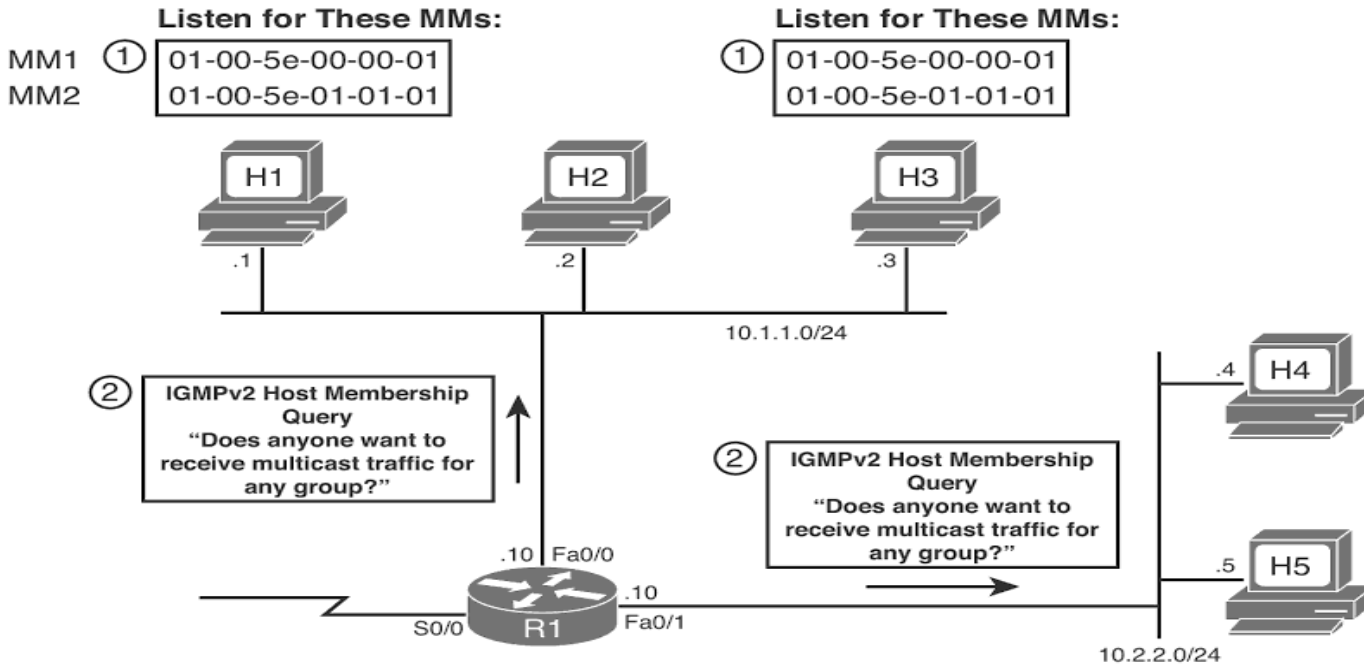 Listen for These MMs:
Listen for These MMs:
MM1
MM2
1
01-00-5e-00-00-01
01-00-5e-01-01-01
1
01-00-5e-00-00-01
01-00-5e-01-01-01
H1
H2
H3
.1
.2
.3
10.1.1.0/24
2
IGMPv2 Host Membership
Query
“Does anyone want to
receive multicast traffic for
any group?”
2
IGMPv2 Host Membership
Query
“Does anyone want to
receive multicast traffic for
any group?”
.4
H4
.5
H5
.10
Fa0/0
.10
Fa0/1
S0/0
R1
10.2.2.0/24